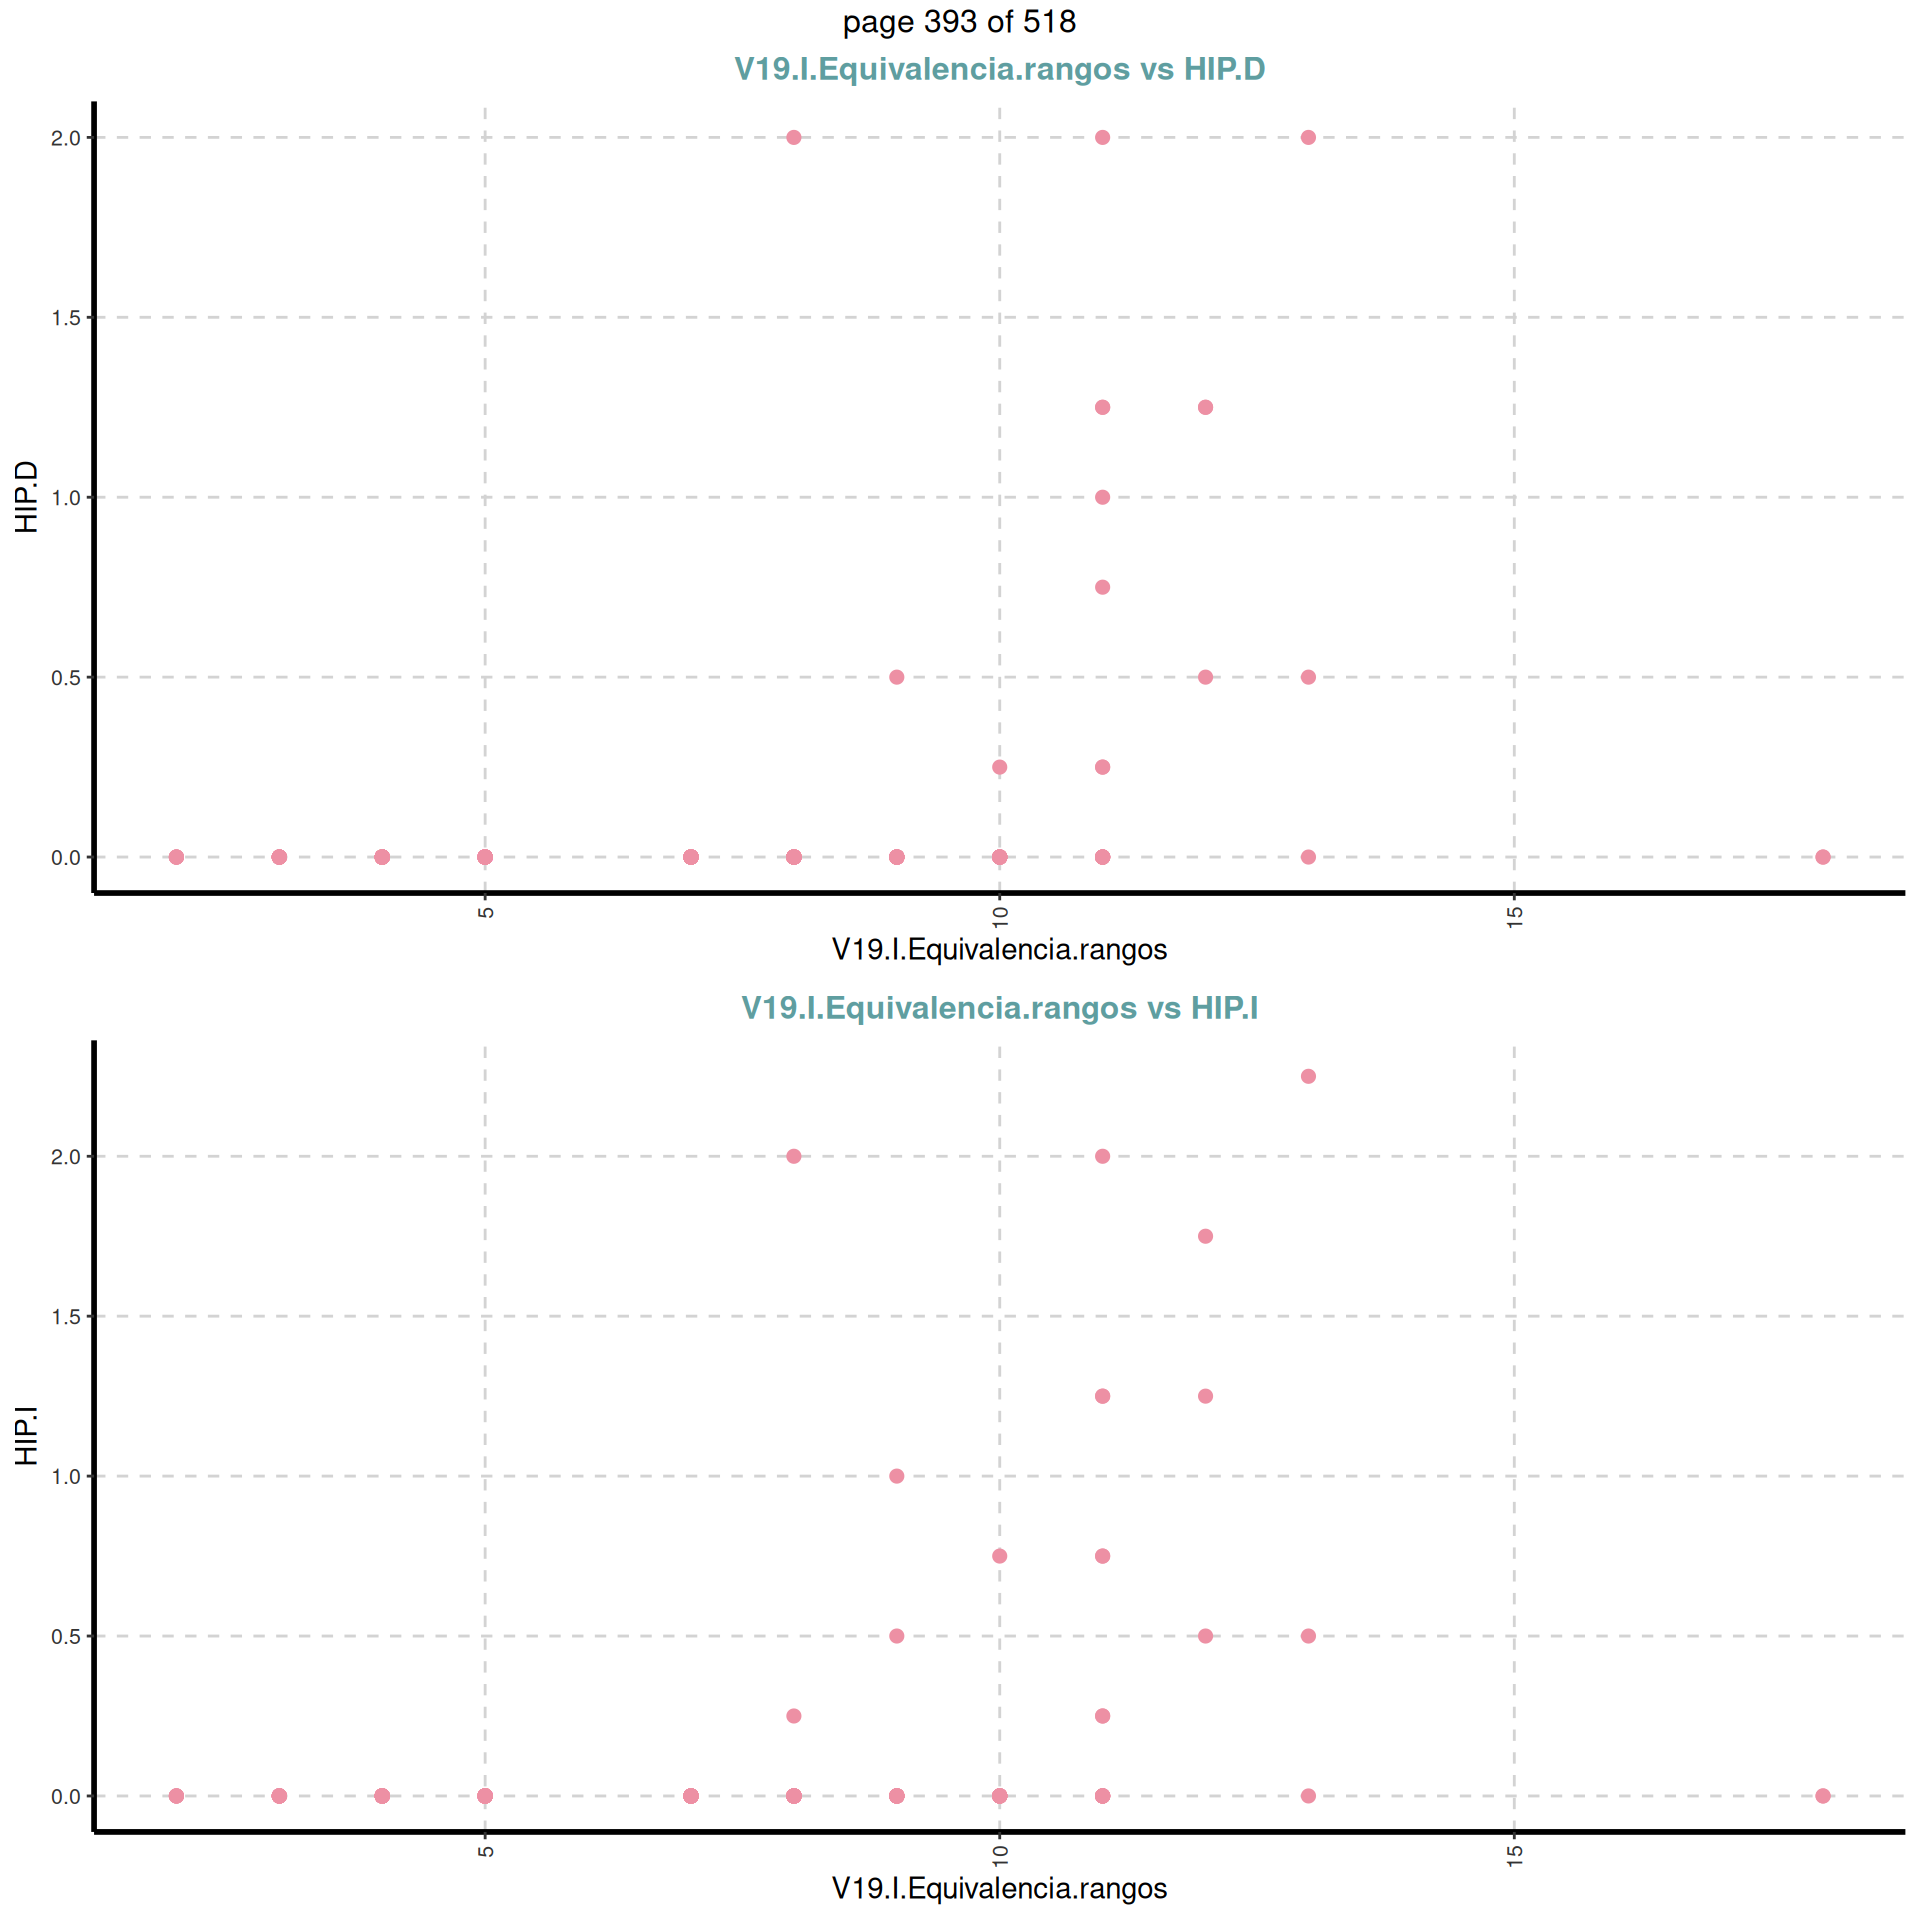 page 393 of 518
V19.I.Equivalencia.rangos vs HIP.D
2.0
1.5
1.0
0.5
0.0
HIP.D
5
10
15
V19.I.Equivalencia.rangos
V19.I.Equivalencia.rangos vs HIP.I
2.0
1.5
1.0
0.5
0.0
HIP.I
5
10
15
V19.I.Equivalencia.rangos